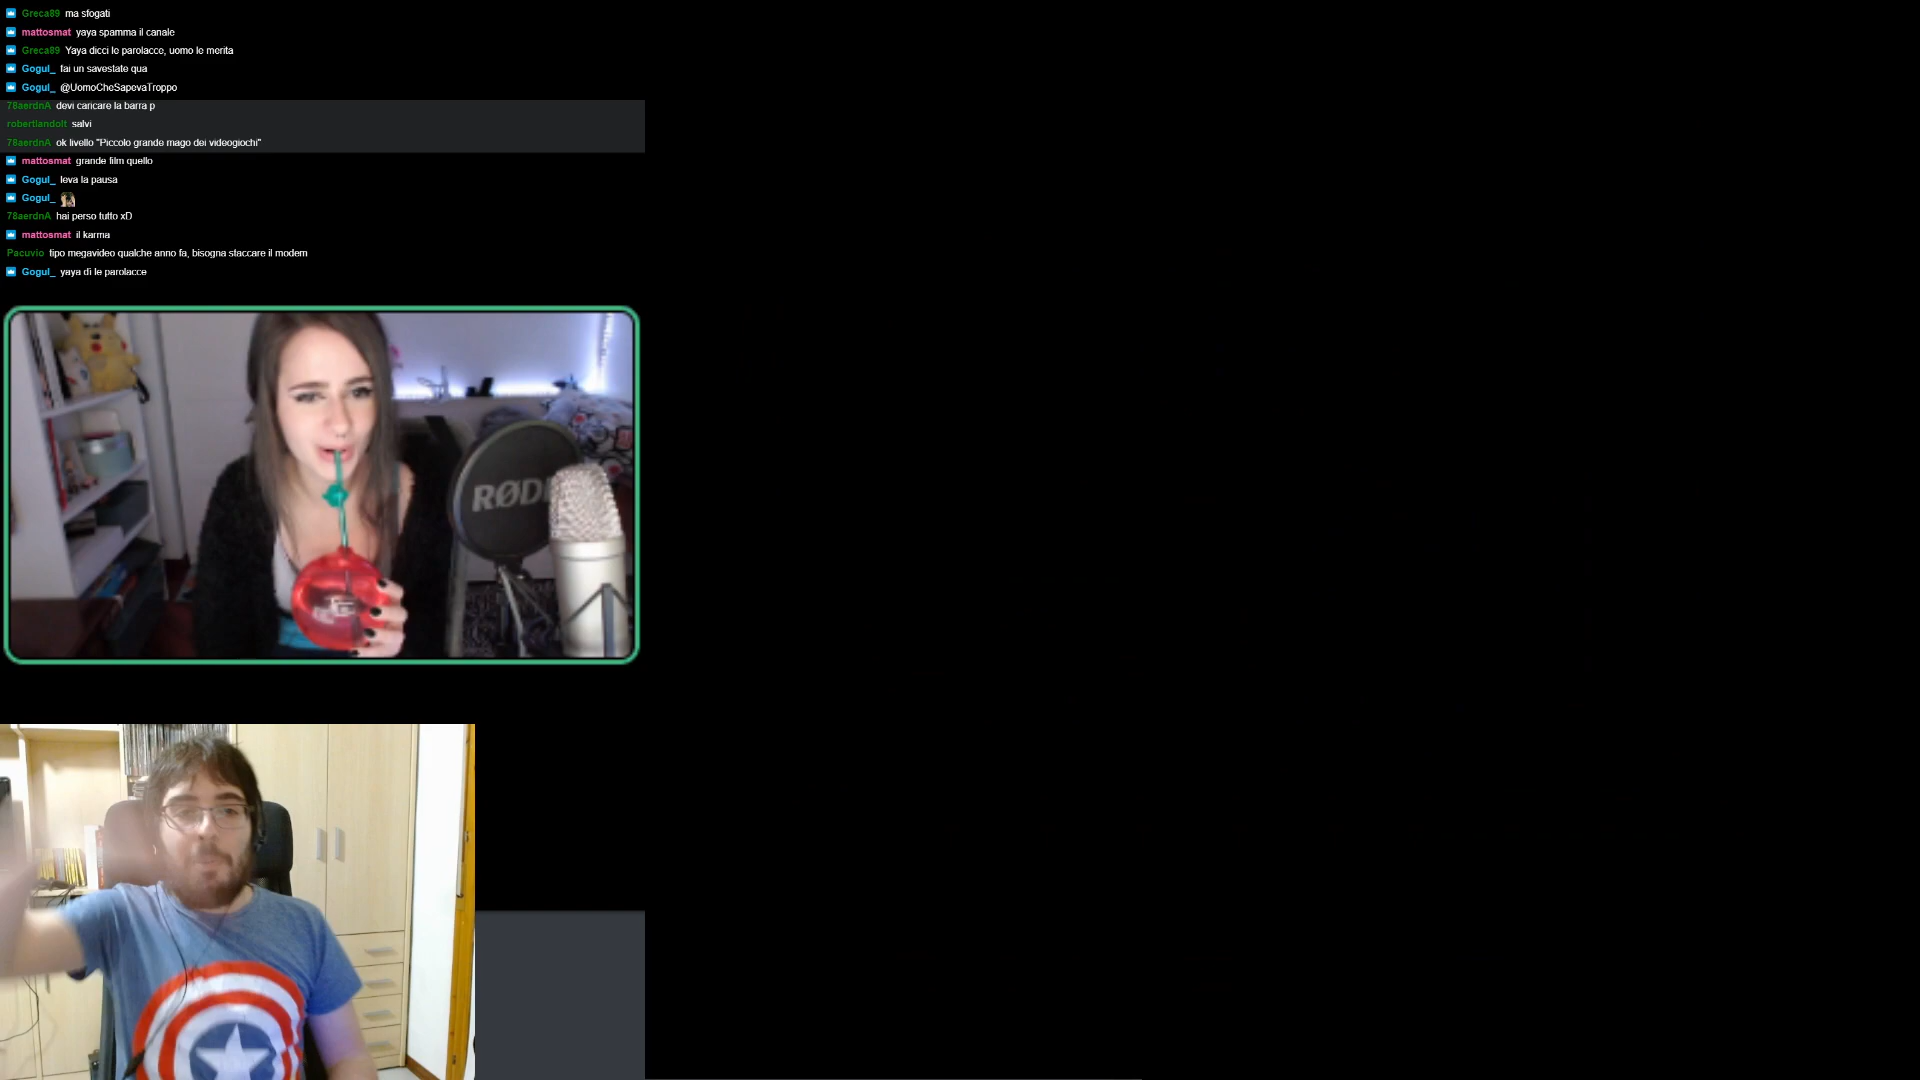 Greca89 ma sfogati
mattosmat yaya spamma il canale
Greca89 Yaya dicci le parolacce, uomo le merita
Gogul_ fai un savestate qua
Gogul_ @UomoCheSapevaTroppo
78aerdnA devi caricare la barra p
robertlandolt salvi
78aerdnA ok livello "Piccolo grande mago dei videogiochi"
mattosmat grande film quello
Gogul_ leva la pausa
Gogul_
78aerdnA hai perso tutto xD
mattosmat il karma
Pacuvio tipo megavideo qualche anno fa, bisogna staccare il modem
Gogul_ yaya dì le parolacce
RØD